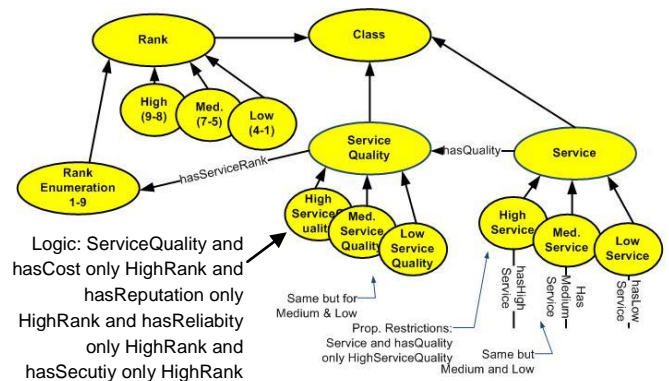 Rank
Class
High
(9-8)
Med.
(7-5)
Low
(4-1)
Rank
Enumeration
1-9
hasServiceRank
Service
Quality
hasQuality
Service
High
ServiceQ
uality
Med.
Service
Quality
Low
Service
Quality
High
Service
Med.
Service
Low
Service
hasHigh
Service
Has
Medium
Service
hasLow
Service
Logic: ServiceQuality and
hasCost only HighRank and
hasReputation only
HighRank and hasReliabity
only HighRank and
hasSecutiy only HighRank
Same but for
Medium & Low
Prop. Restrictions:
Service and hasQuality
only HighServiceQuality
Same but
Medium and Low